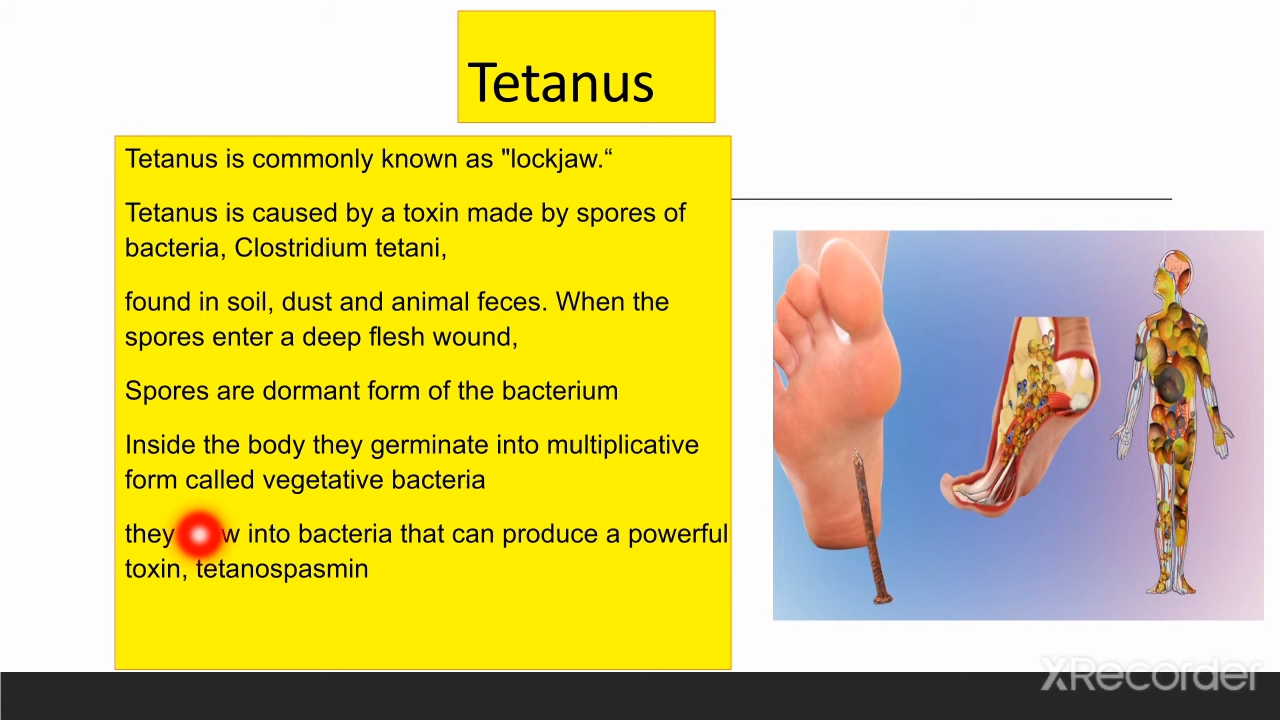 Tetanus
Tetanus is commonly known as "lockjaw.“
Tetanus is caused by a toxin made by spores of
bacteria, Clostridium tetani,
found in soil, dust and animal feces. When the
spores enter a deep flesh wound,
Spores are dormant form of the bacterium
Inside the body they germinate into multiplicative
form called vegetative bacteria
they into bacteria that can produce a powerful
toxin, tetanospasmin
XRecorder